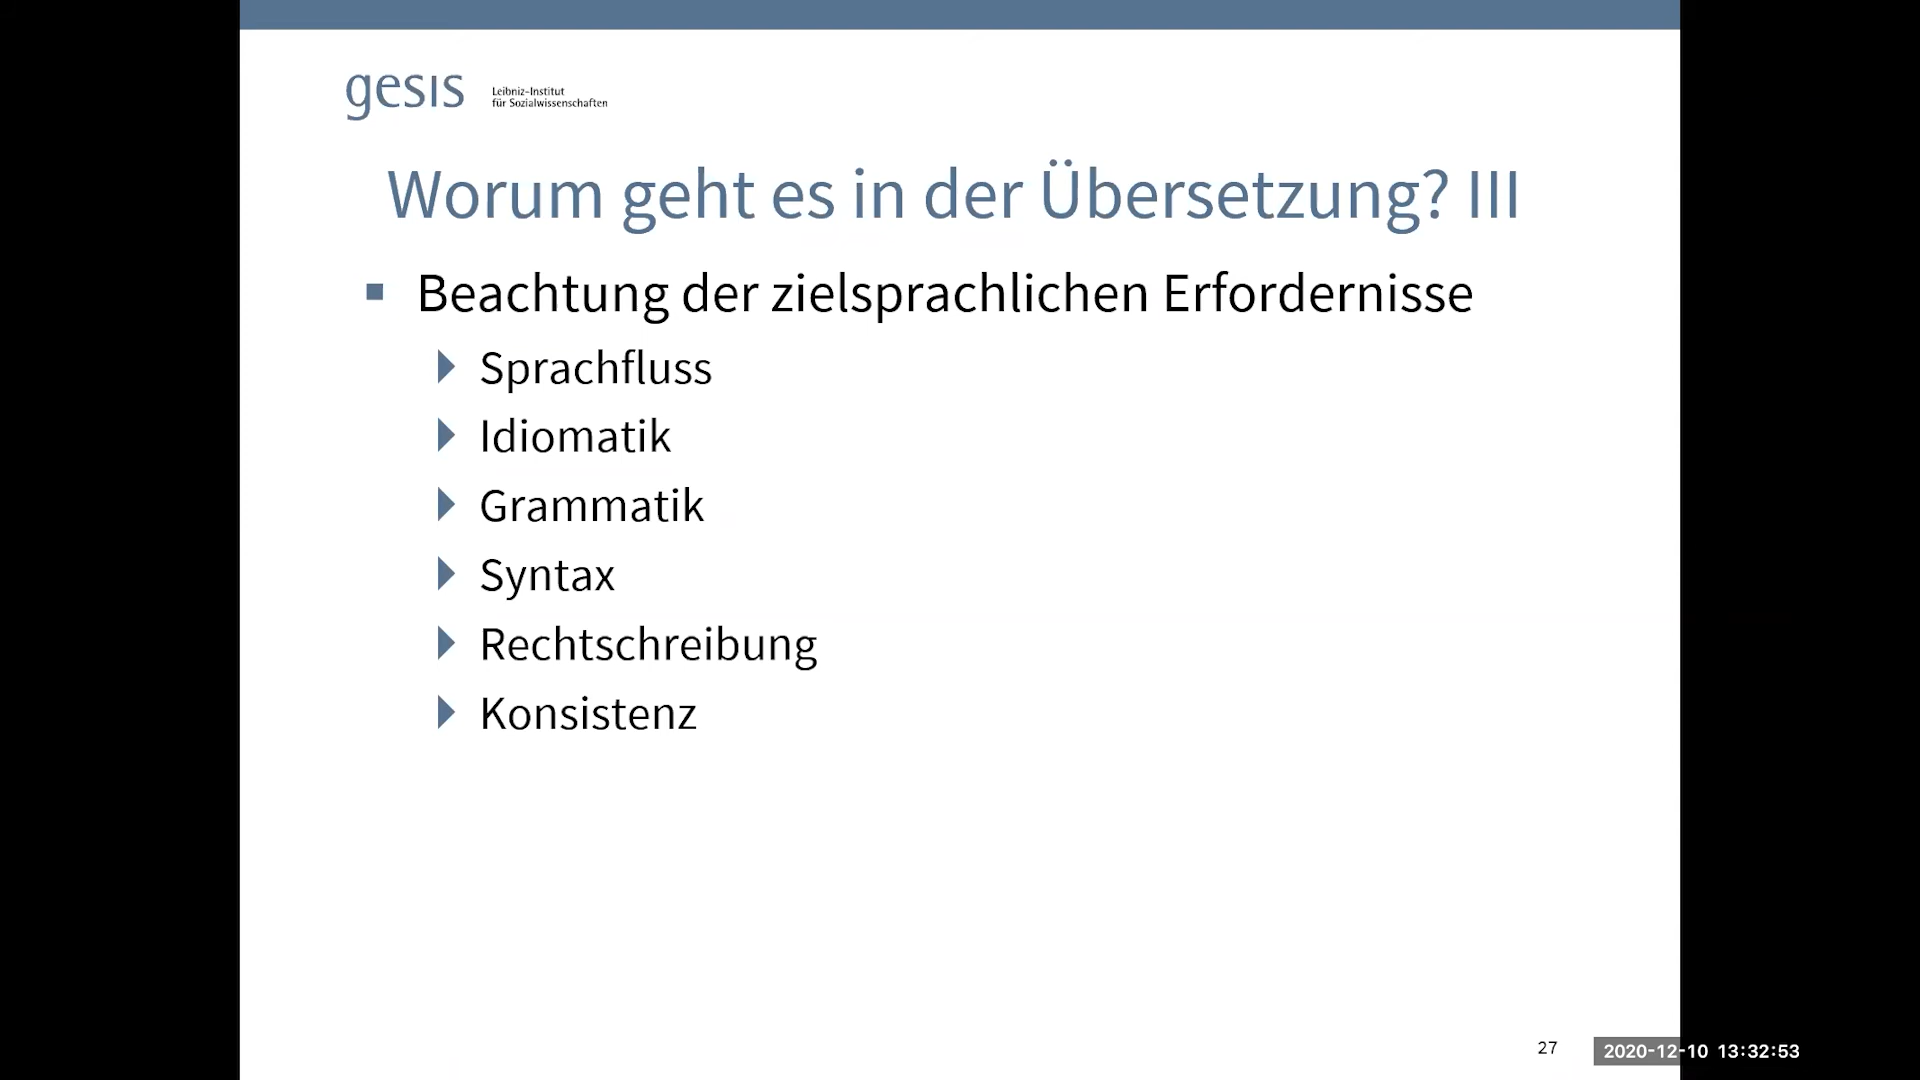 gesis
Leibniz-Institut
für Sozialwissenschaften
Worum geht es in der Übersetzung? III
Beachtung der zielsprachlichen Erfordernisse
Sprachfluss
Idiomatik
Grammatik
Syntax
Rechtschreibung
Konsistenz
27
2020-12-10 13:32:53